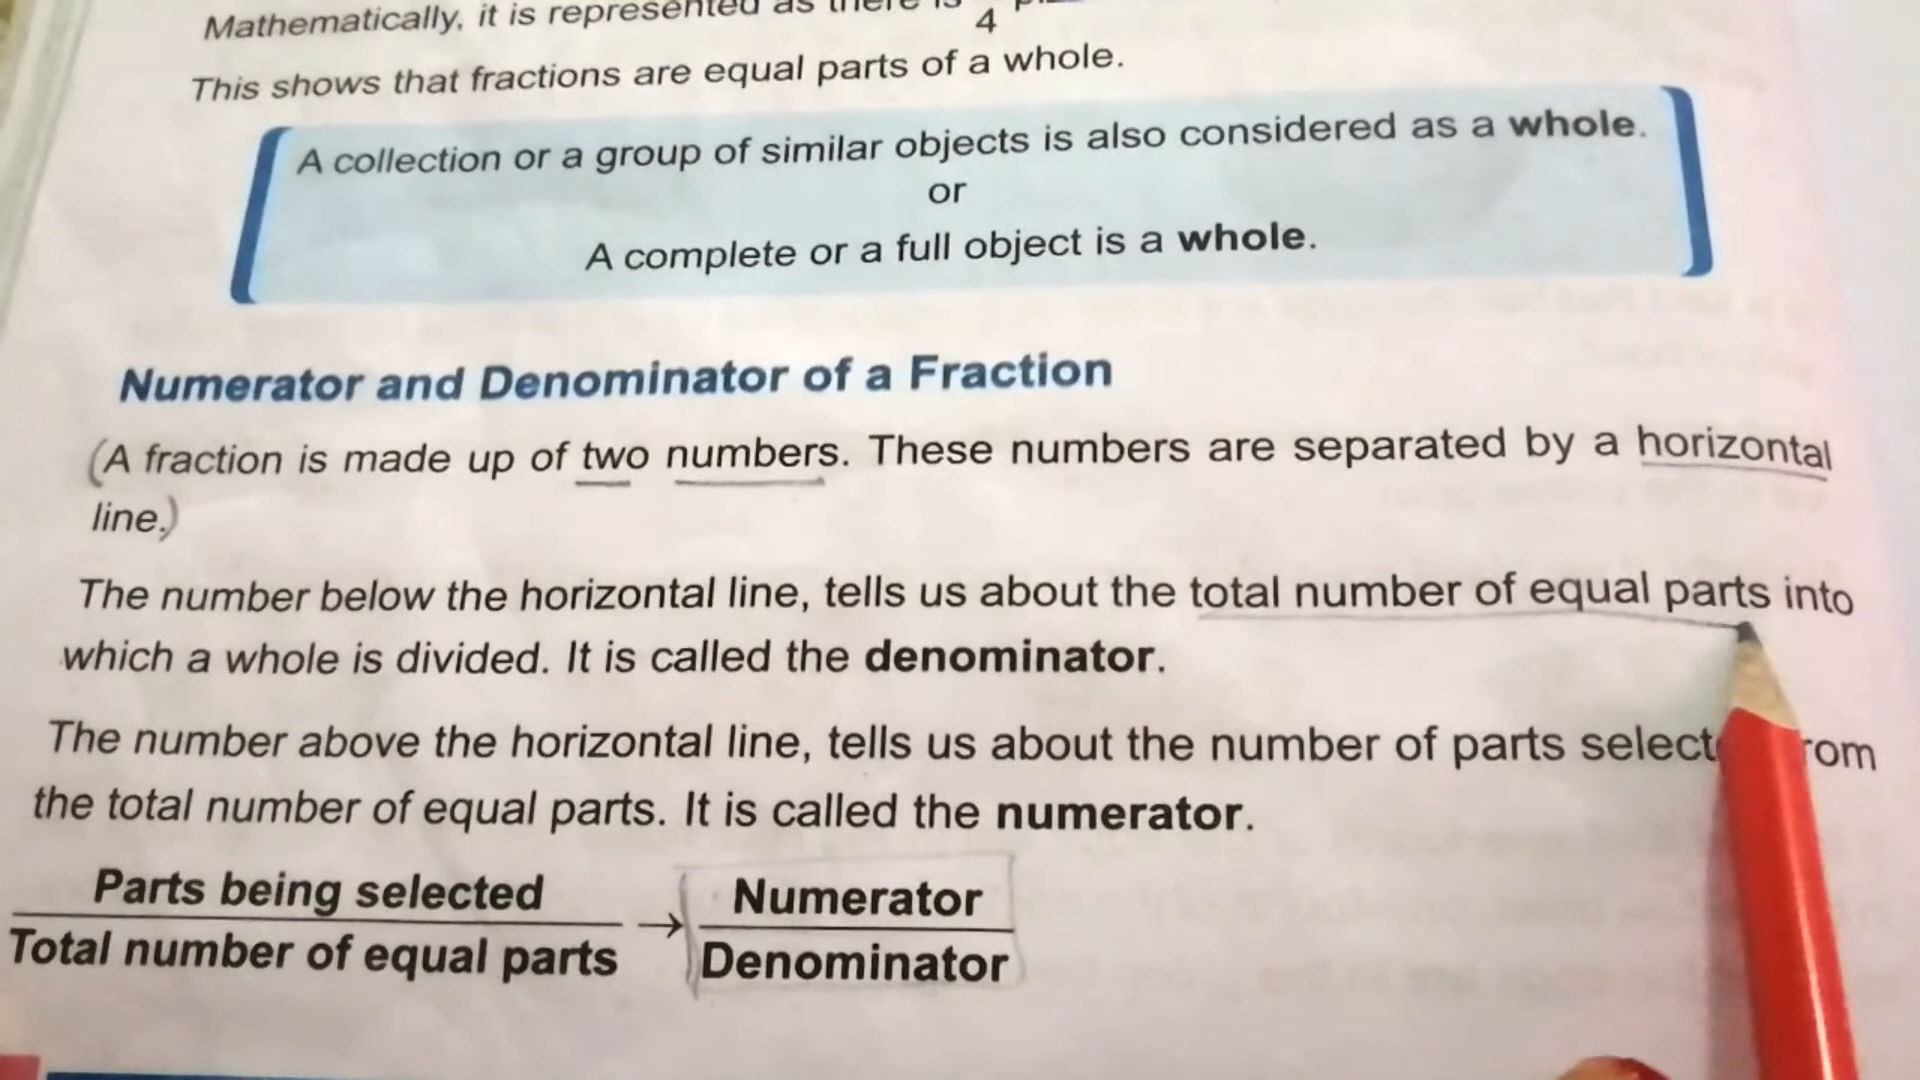 Mathematically, it is represented as there is
4
This shows that fractions are equal parts of a whole.
A collection or a group of similar objects is also considered as a whole.
or
A complete or a full object is a whole.
Numerator and Denominator of a Fraction
(A fraction is made up of two numbers. These numbers are separated by a horizontal
line.)
The number below the horizontal line, tells us about the total number of equal parts into
which a whole is divided. It is called the denominator.
The number above the horizontal line, tells us about the number of parts
the total number of equal parts. It is called the numerator.
Parts being selected
Total number of equal parts
→
Numerator
Denominator